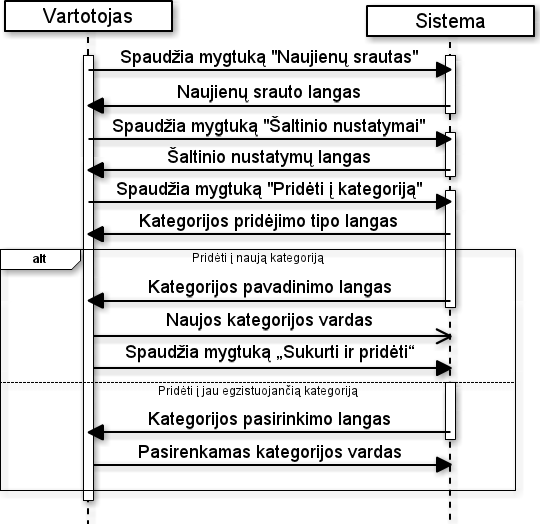 Vartotojas
Sistema
Spaudžia mygtuką "Naujienų srautas"
Naujienų srauto langas
Spaudžia mygtuką "Šaltinio nustatymai"
Šaltinio nustatymų langas
Spaudžia mygtuką "Pridėti į kategoriją"
Kategorijos pridėjimo tipo langas
alt
Pridėti į naują kategoriją
Kategorijos pavadinimo langas
Naujos kategorijos vardas
Spaudžia mygtuką „Sukurti ir pridėti“
Pridėti į jau egzistuojančią kategoriją
Kategorijos pasirinkimo langas
Pasirenkamas kategorijos vardas